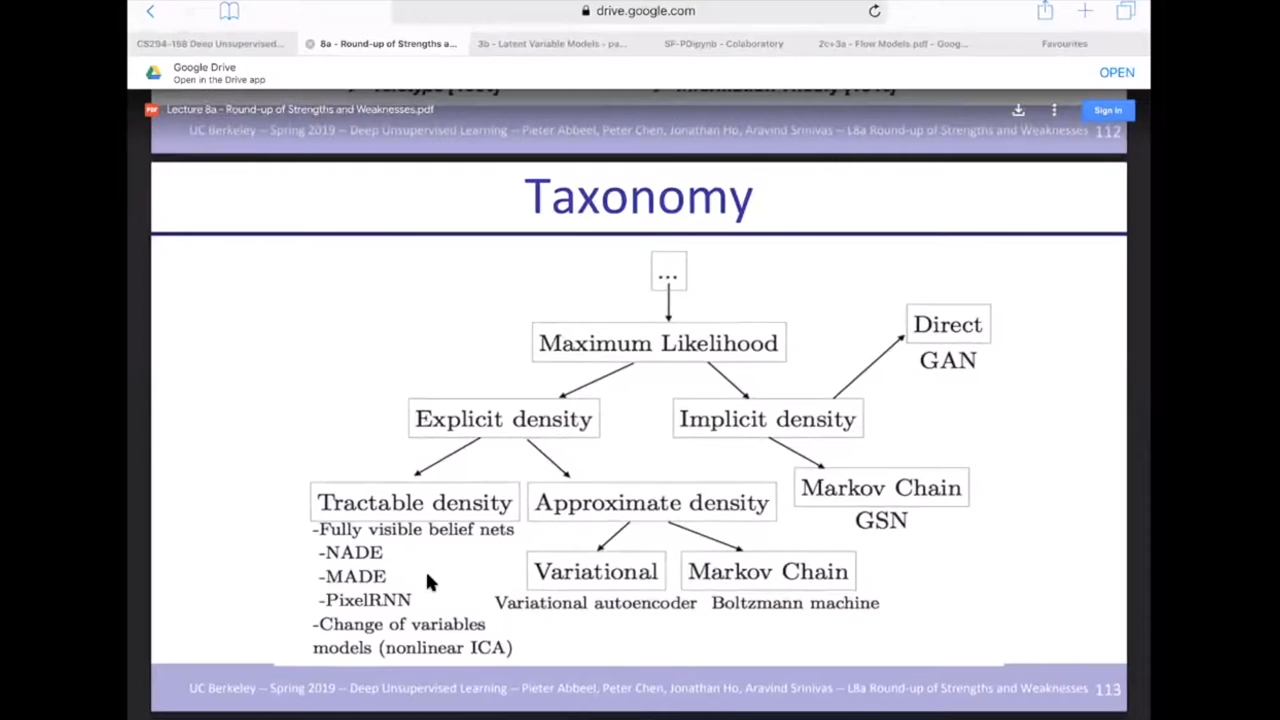 drive.google.com
CS294-158 Deep Unsupervised...
8a - Round-up of Strengths a...
3b - Latent Variable Models - pa...
SF-PDipynb - Colaboratory
2c+3a - Flow Models.pdf - Goog...
Favourites
Google Drive
Open in the Drive app
OPEN
Lecture 8a - Round-up of Strengths and Weaknesses.pdf
Sign in
UC Berkeley -- Spring 2019 -- Deep Unsupervised Learning -- Pieter Abbeel, Peter Chen, Jonathan Ho, Aravind Srinivas -- L8a Round-up of Strengths and Weaknesses 112
Taxonomy
...
Maximum Likelihood
Direct
GAN
Explicit density
Implicit density
Tractable density
Approximate density
Markov Chain
GSN
-Fully visible belief nets
-NADE
-MADE
-PixelRNN
-Change of variables
models (nonlinear ICA)
Variational
Markov Chain
Variational autoencoder
Boltzmann machine
UC Berkeley -- Spring 2019 -- Deep Unsupervised Learning -- Pieter Abbeel, Peter Chen, Jonathan Ho, Aravind Srinivas -- L8a Round-up of Strengths and Weaknesses 113